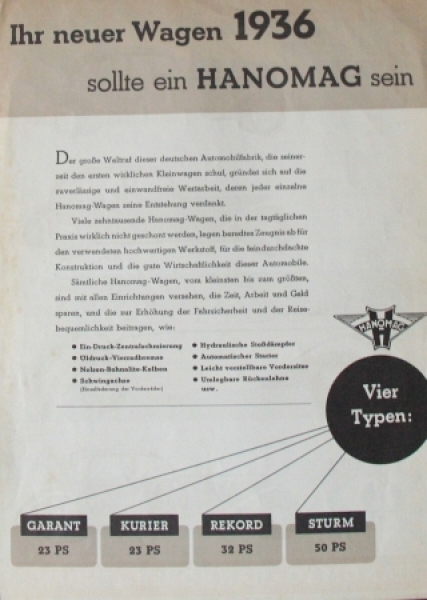 Ihr neuer Wagen 1936
sollte ein HANOMAG sein
Der große Weltruf dieser deutschen Automobilfabrik, die seiner-
zeit den ersten wirklichen Kleinwagen schuf, gründet sich auf die
zuverlässige und einwandfreie Wertarbeit, deren jeder einzelne
Hanomag-Wagen seine Entstehung verdankt.
Viele zehntausende Hanomag-Wagen, die in der tagtäglichen
Praxis wirklich nicht geschont werden, legen beredtes Zeugnis ab für
den verwendeten hochwertigen Werkstoff, für die feindurchdachte
Konstruktion und die gute Wirtschaftlichkeit dieser Automobile.
Sämtliche Hanomag-Wagen, vom kleinsten bis zum größten,
sind mit allen Einrichtungen versehen, die Zeit, Arbeit und Geld
sparen, und die zur Erhöhung der Fahrsicherheit und der Reise-
bequemlichkeit beitragen, wie:
● Ein-Druck-Zentralschmierung
● Öldruck-Vierradbremse
● Nelson-Bohnalite-Kolben
● Schwingachse
(Einzelfederung der Vorderräder)
● Hydraulische Stoßdämpfer
● Automatischer Starter
● Leicht verstellbare Vordersitze
● Umlegbare Rückenlehne
usw.
HANOMAG
Vier
Typen:
GARANT
23 PS
KURIER
23 PS
REKORD
32 PS
STURM
50 PS